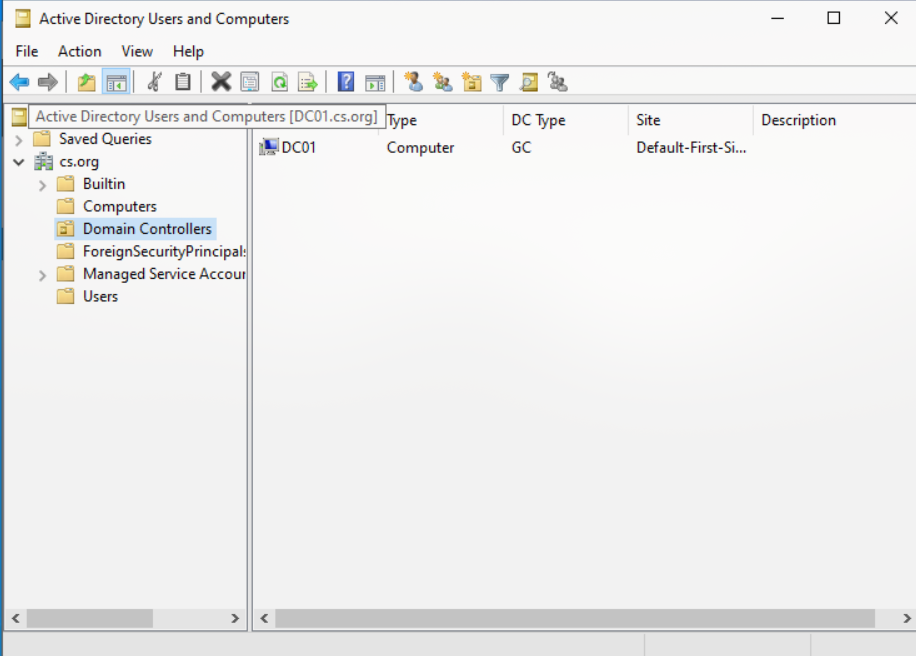 Active Directory Users and Computers
File Action View Help
Active Directory Users and Computers [DC01.cs.org]
Type DC Type Site Description
Saved Queries
DC01 Computer GC Default-First-Si...
cs.org
Builtin
Computers
Domain Controllers
ForeignSecurityPrincipals
Managed Service Accour
Users